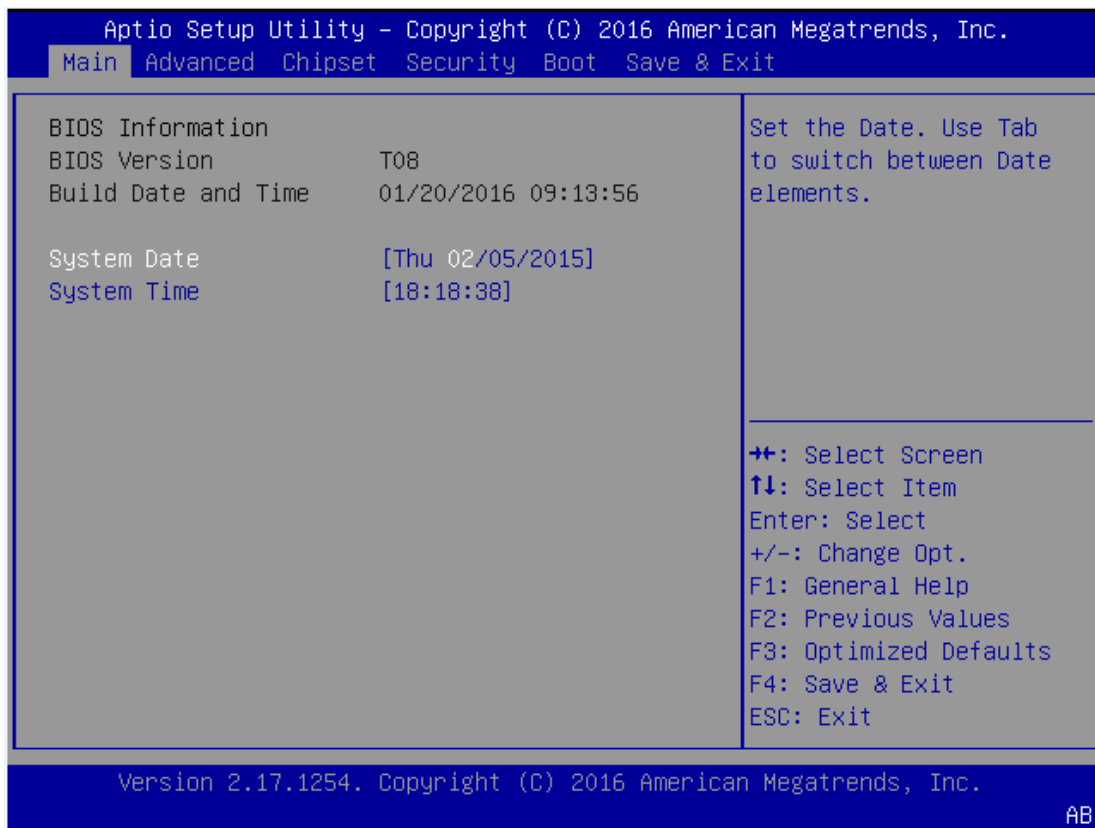 Aptio Setup Utility – Copyright (C) 2016 American Megatrends, Inc.
Main Advanced Chipset Security Boot Save & Exit
BIOS Information
BIOS Version T08
Build Date and Time 01/20/2016 09:13:56
System Date [Thu 02/05/2015]
System Time [18:18:38]
Set the Date. Use Tab
to switch between Date
elements.
→←: Select Screen
↑↓: Select Item
Enter: Select
+/-: Change Opt.
F1: General Help
F2: Previous Values
F3: Optimized Defaults
F4: Save & Exit
ESC: Exit
Version 2.17.1254. Copyright (C) 2016 American Megatrends, Inc.
AB